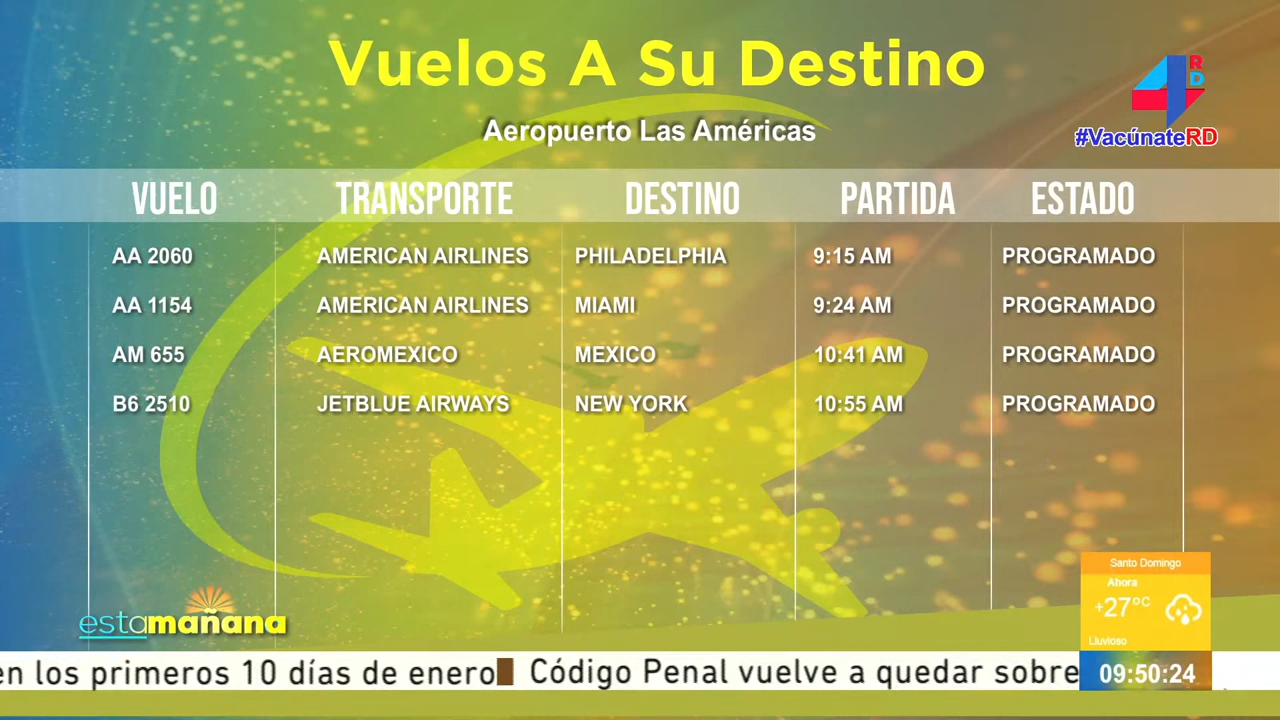 Vuelos A Su Destino
Aeropuerto Las Américas
4 RD
#VacúnateRD
VUELO TRANSPORTE DESTINO PARTIDA ESTADO
AA 2060 AMERICAN AIRLINES PHILADELPHIA 9:15 AM PROGRAMADO
AA 1154 AMERICAN AIRLINES MIAMI 9:24 AM PROGRAMADO
AM 655 AEROMEXICO MEXICO 10:41 AM PROGRAMADO
B6 2510 JETBLUE AIRWAYS NEW YORK 10:55 AM PROGRAMADO
Santo Domingo
Ahora
+27°C
Lluvioso
estamañana
en los primeros 10 días de enero Código Penal vuelve a quedar sobre
09:50:24